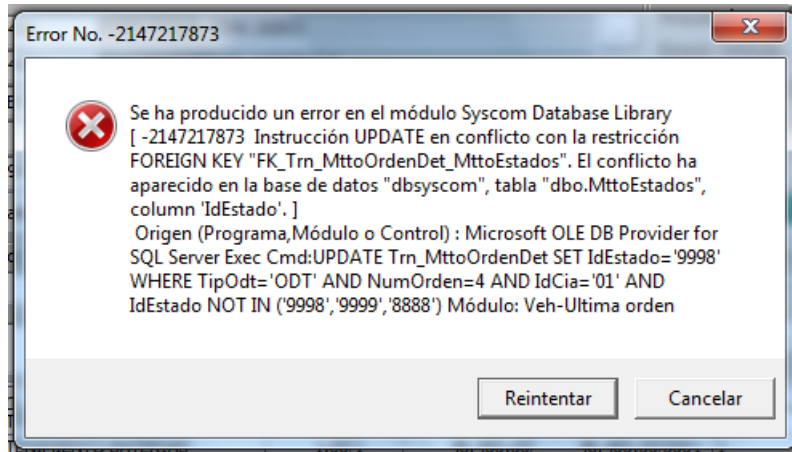 Error No. -2147217873
Se ha producido un error en el módulo Syscom Database Library
[ -2147217873  Instrucción UPDATE en conflicto con la restricción
FOREIGN KEY "FK_Trn_MttoOrdenDet_MttoEstados". El conflicto ha
aparecido en la base de datos "dbsyscom", tabla "dbo.MttoEstados",
column 'IdEstado'. ]
Origen (Programa,Módulo o Control) : Microsoft OLE DB Provider for
SQL Server Exec Cmd:UPDATE Trn_MttoOrdenDet SET IdEstado='9998'
WHERE TipOdt='ODT' AND NumOrden=4 AND IdCia='01' AND
IdEstado NOT IN ('9998','9999','8888') Módulo: Veh-Ultima orden
Reintentar
Cancelar